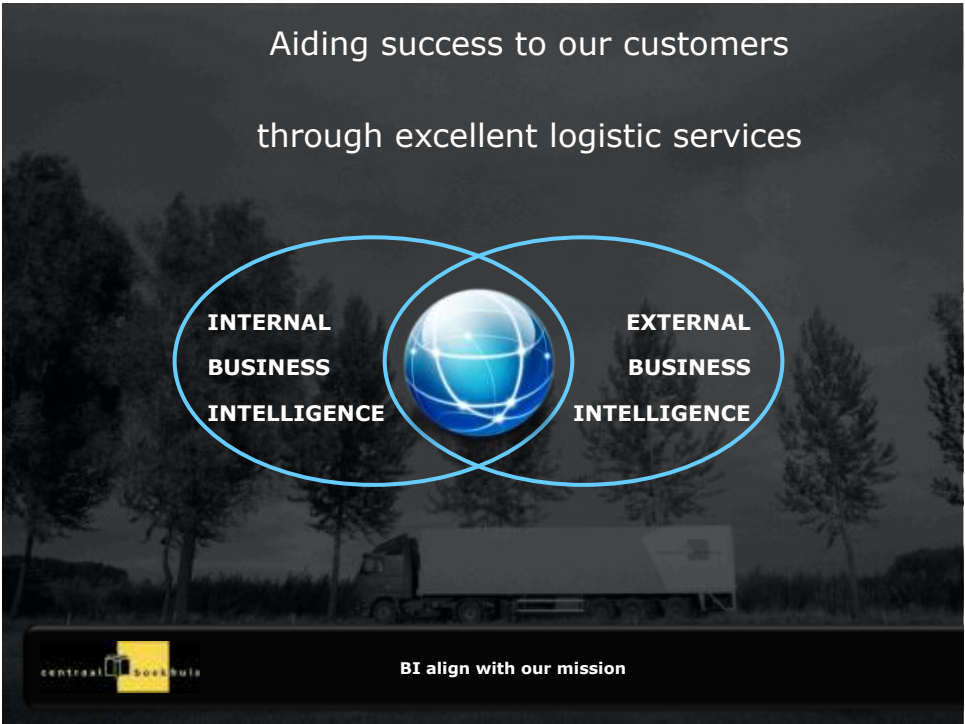 Aiding success to our customers
through excellent logistic services
INTERNAL
BUSINESS
INTELLIGENCE
EXTERNAL
BUSINESS
INTELLIGENCE
centraal boekhuis
BI align with our mission